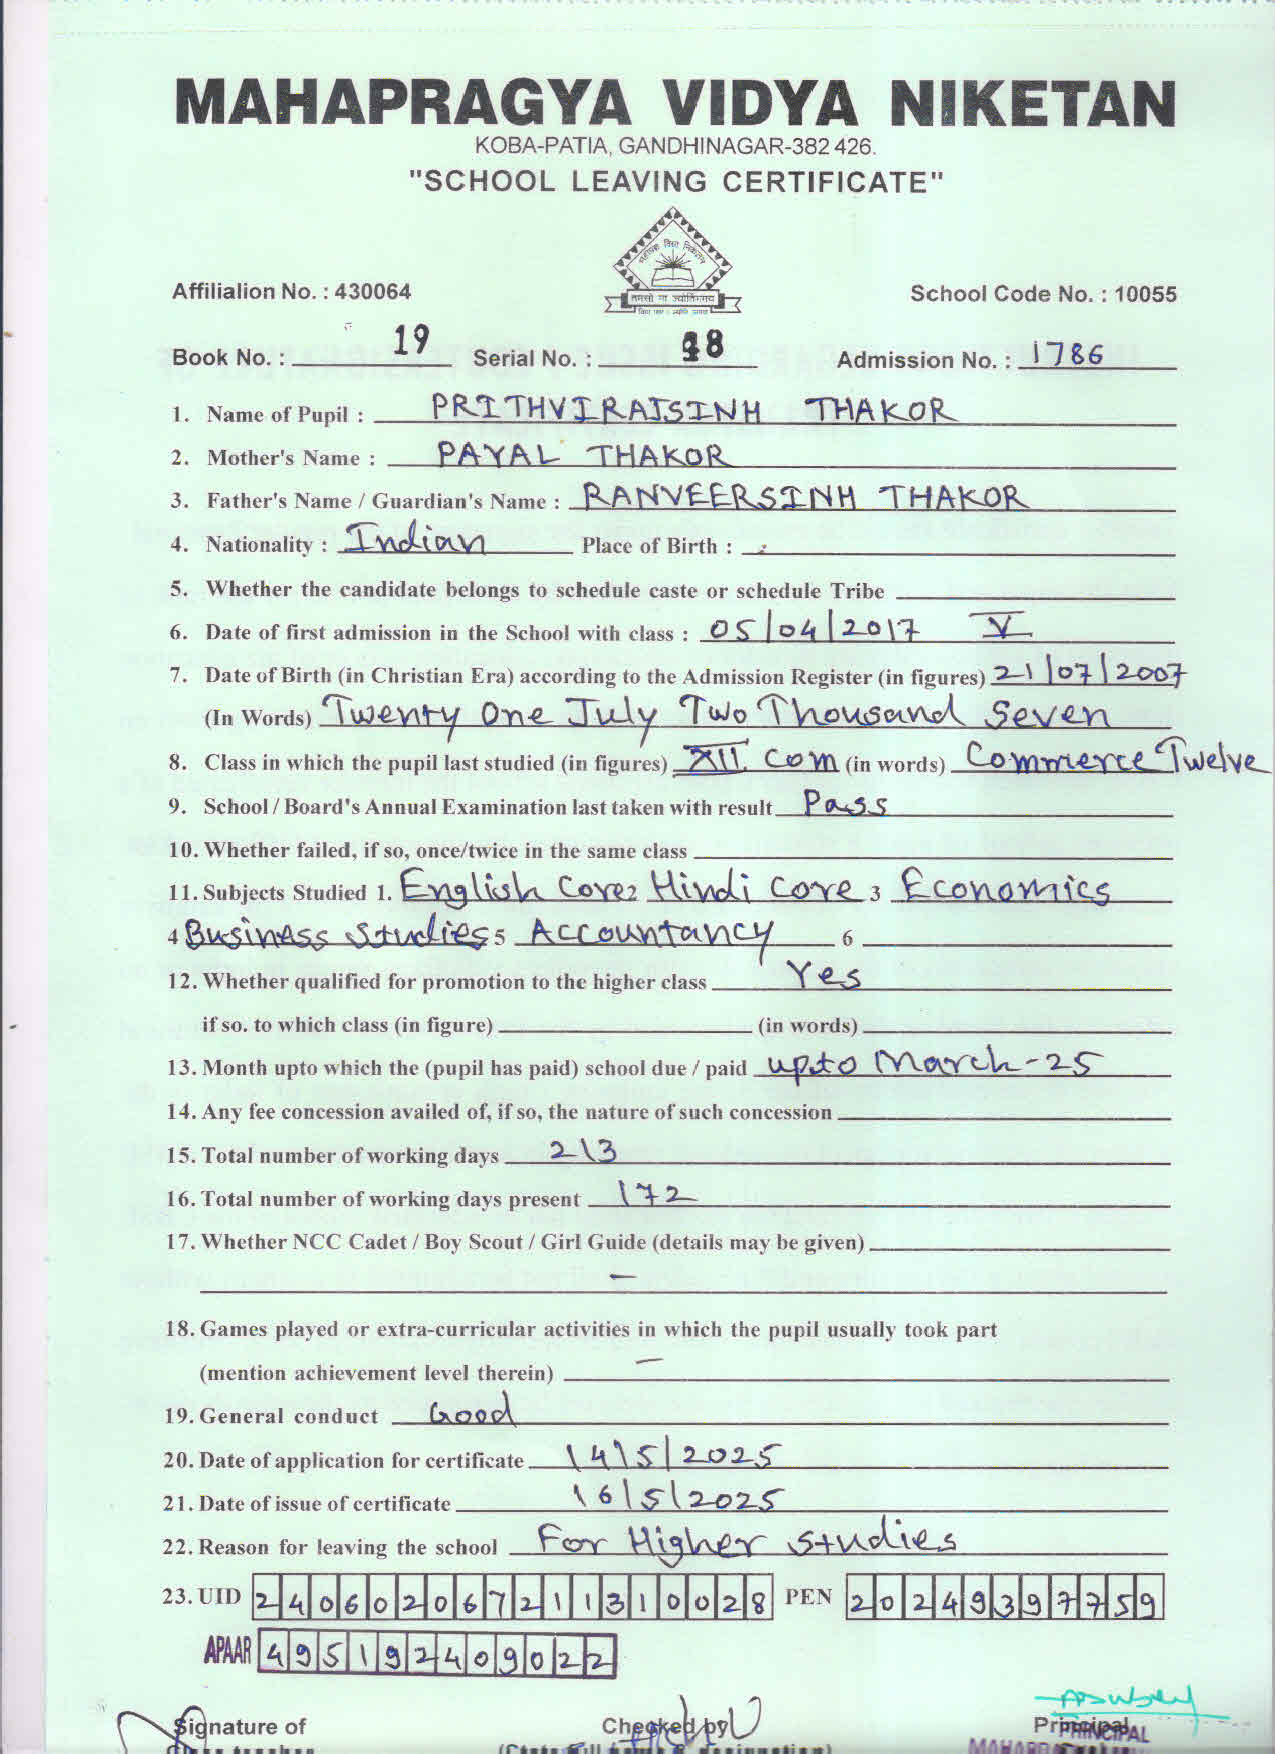 MAHAPRAGYA VIDYA NIKETAN
KOBA-PATIA, GANDHINAGAR-382 426.
"SCHOOL LEAVING CERTIFICATE"
महाप्रज्ञ विद्या निकेतन
तमसो मा ज्योतिर्गमय
Affilialion No. : 430064 School Code No. : 10055
Book No. : 19 Serial No. : 18 Admission No. : 1786
1. Name of Pupil : PRITHVIRAJSINH THAKOR
2. Mother's Name : PAYAL THAKOR
3. Father's Name / Guardian's Name : RANVEERSINH THAKOR
4. Nationality : Indian Place of Birth :
5. Whether the candidate belongs to schedule caste or schedule Tribe
6. Date of first admission in the School with class : 05/04/2017 V
7. Date of Birth (in Christian Era) according to the Admission Register (in figures) 21/07/2007
(In Words) Twenty One July Two Thousand Seven
8. Class in which the pupil last studied (in figures) XII. Com (in words) Commerce Twelve
9. School / Board's Annual Examination last taken with result Pass
10. Whether failed, if so, once/twice in the same class
11. Subjects Studied 1. English Core 2 Hindi Core 3 Economics
4 Business Studies 5 Accountancy 6
12. Whether qualified for promotion to the higher class Yes
if so. to which class (in figure) (in words)
13. Month upto which the (pupil has paid) school due / paid upto March-25
14. Any fee concession availed of, if so, the nature of such concession
15. Total number of working days 213
16. Total number of working days present 172
17. Whether NCC Cadet / Boy Scout / Girl Guide (details may be given)
–
18. Games played or extra-curricular activities in which the pupil usually took part
(mention achievement level therein) –
19. General conduct Good
20. Date of application for certificate 14/5/2025
21. Date of issue of certificate 16/5/2025
22. Reason for leaving the school For Higher Studies
23. UID 240602067211310028 PEN 20249397759
APAAR 495192409022
Signature of Checked by Principal
PRINCIPAL